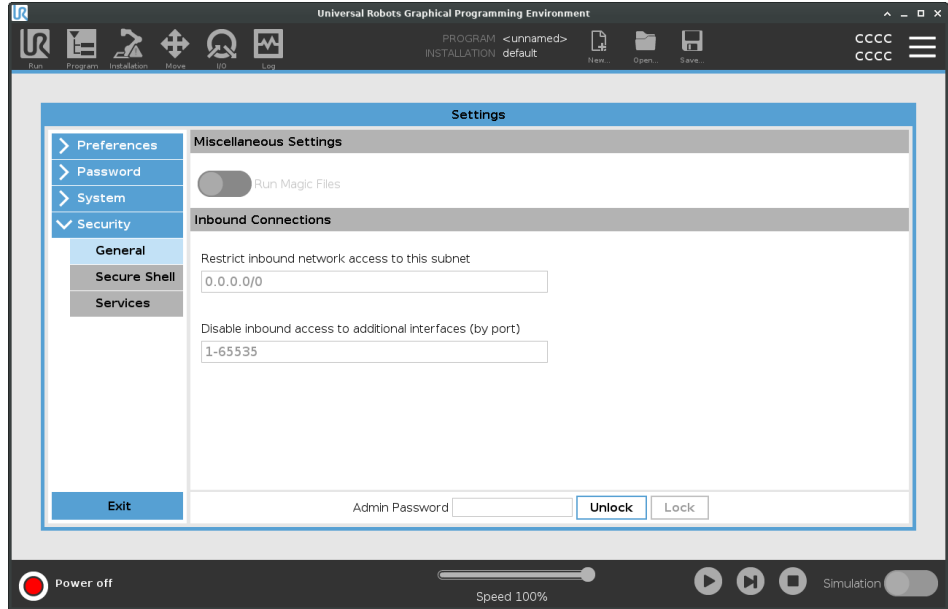 UR
Universal Robots Graphical Programming Environment
UR
Run
Program
Installation
Move
I/O
Log
PROGRAM <unnamed>
INSTALLATION default
New...
Open...
Save...
CCCC
CCCC
Settings
Preferences
Password
System
Security
General
Secure Shell
Services
Exit
Miscellaneous Settings
Run Magic Files
Inbound Connections
Restrict inbound network access to this subnet
0.0.0.0/0
Disable inbound access to additional interfaces (by port)
1-65535
Admin Password
Unlock
Lock
Power off
Speed 100%
Simulation